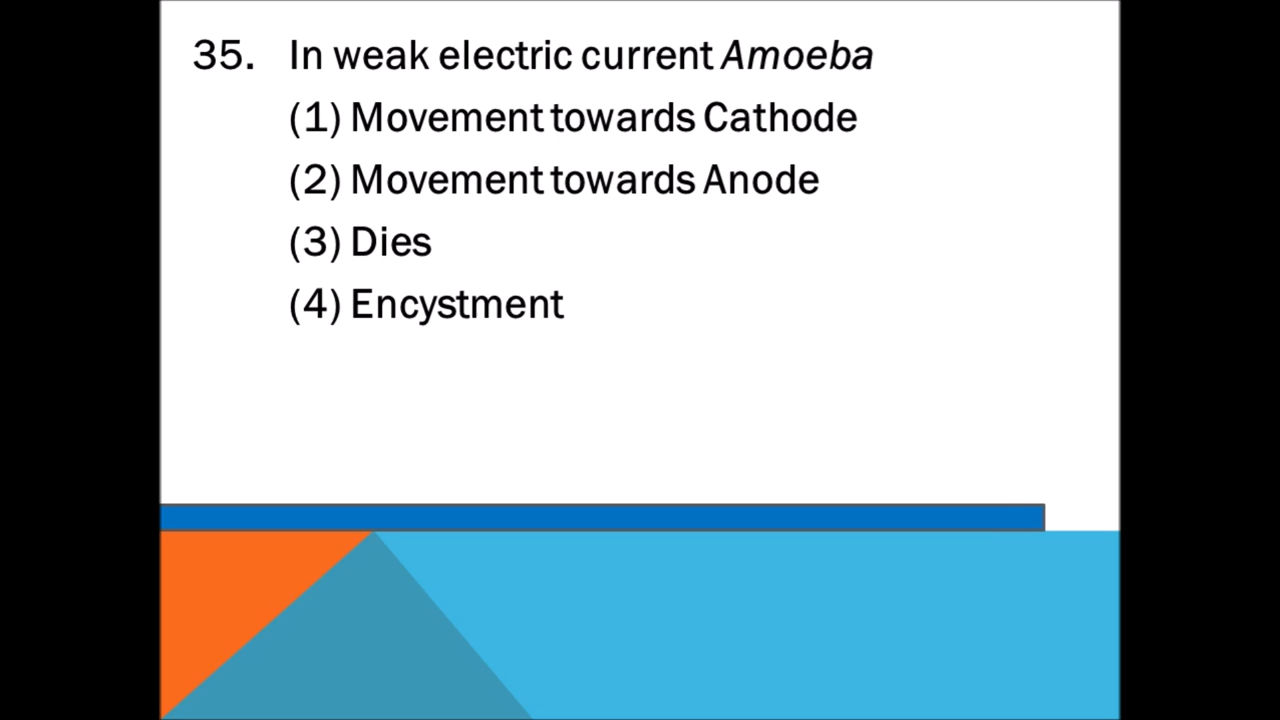 35. In weak electric current Amoeba
(1) Movement towards Cathode
(2) Movement towards Anode
(3) Dies
(4) Encystment